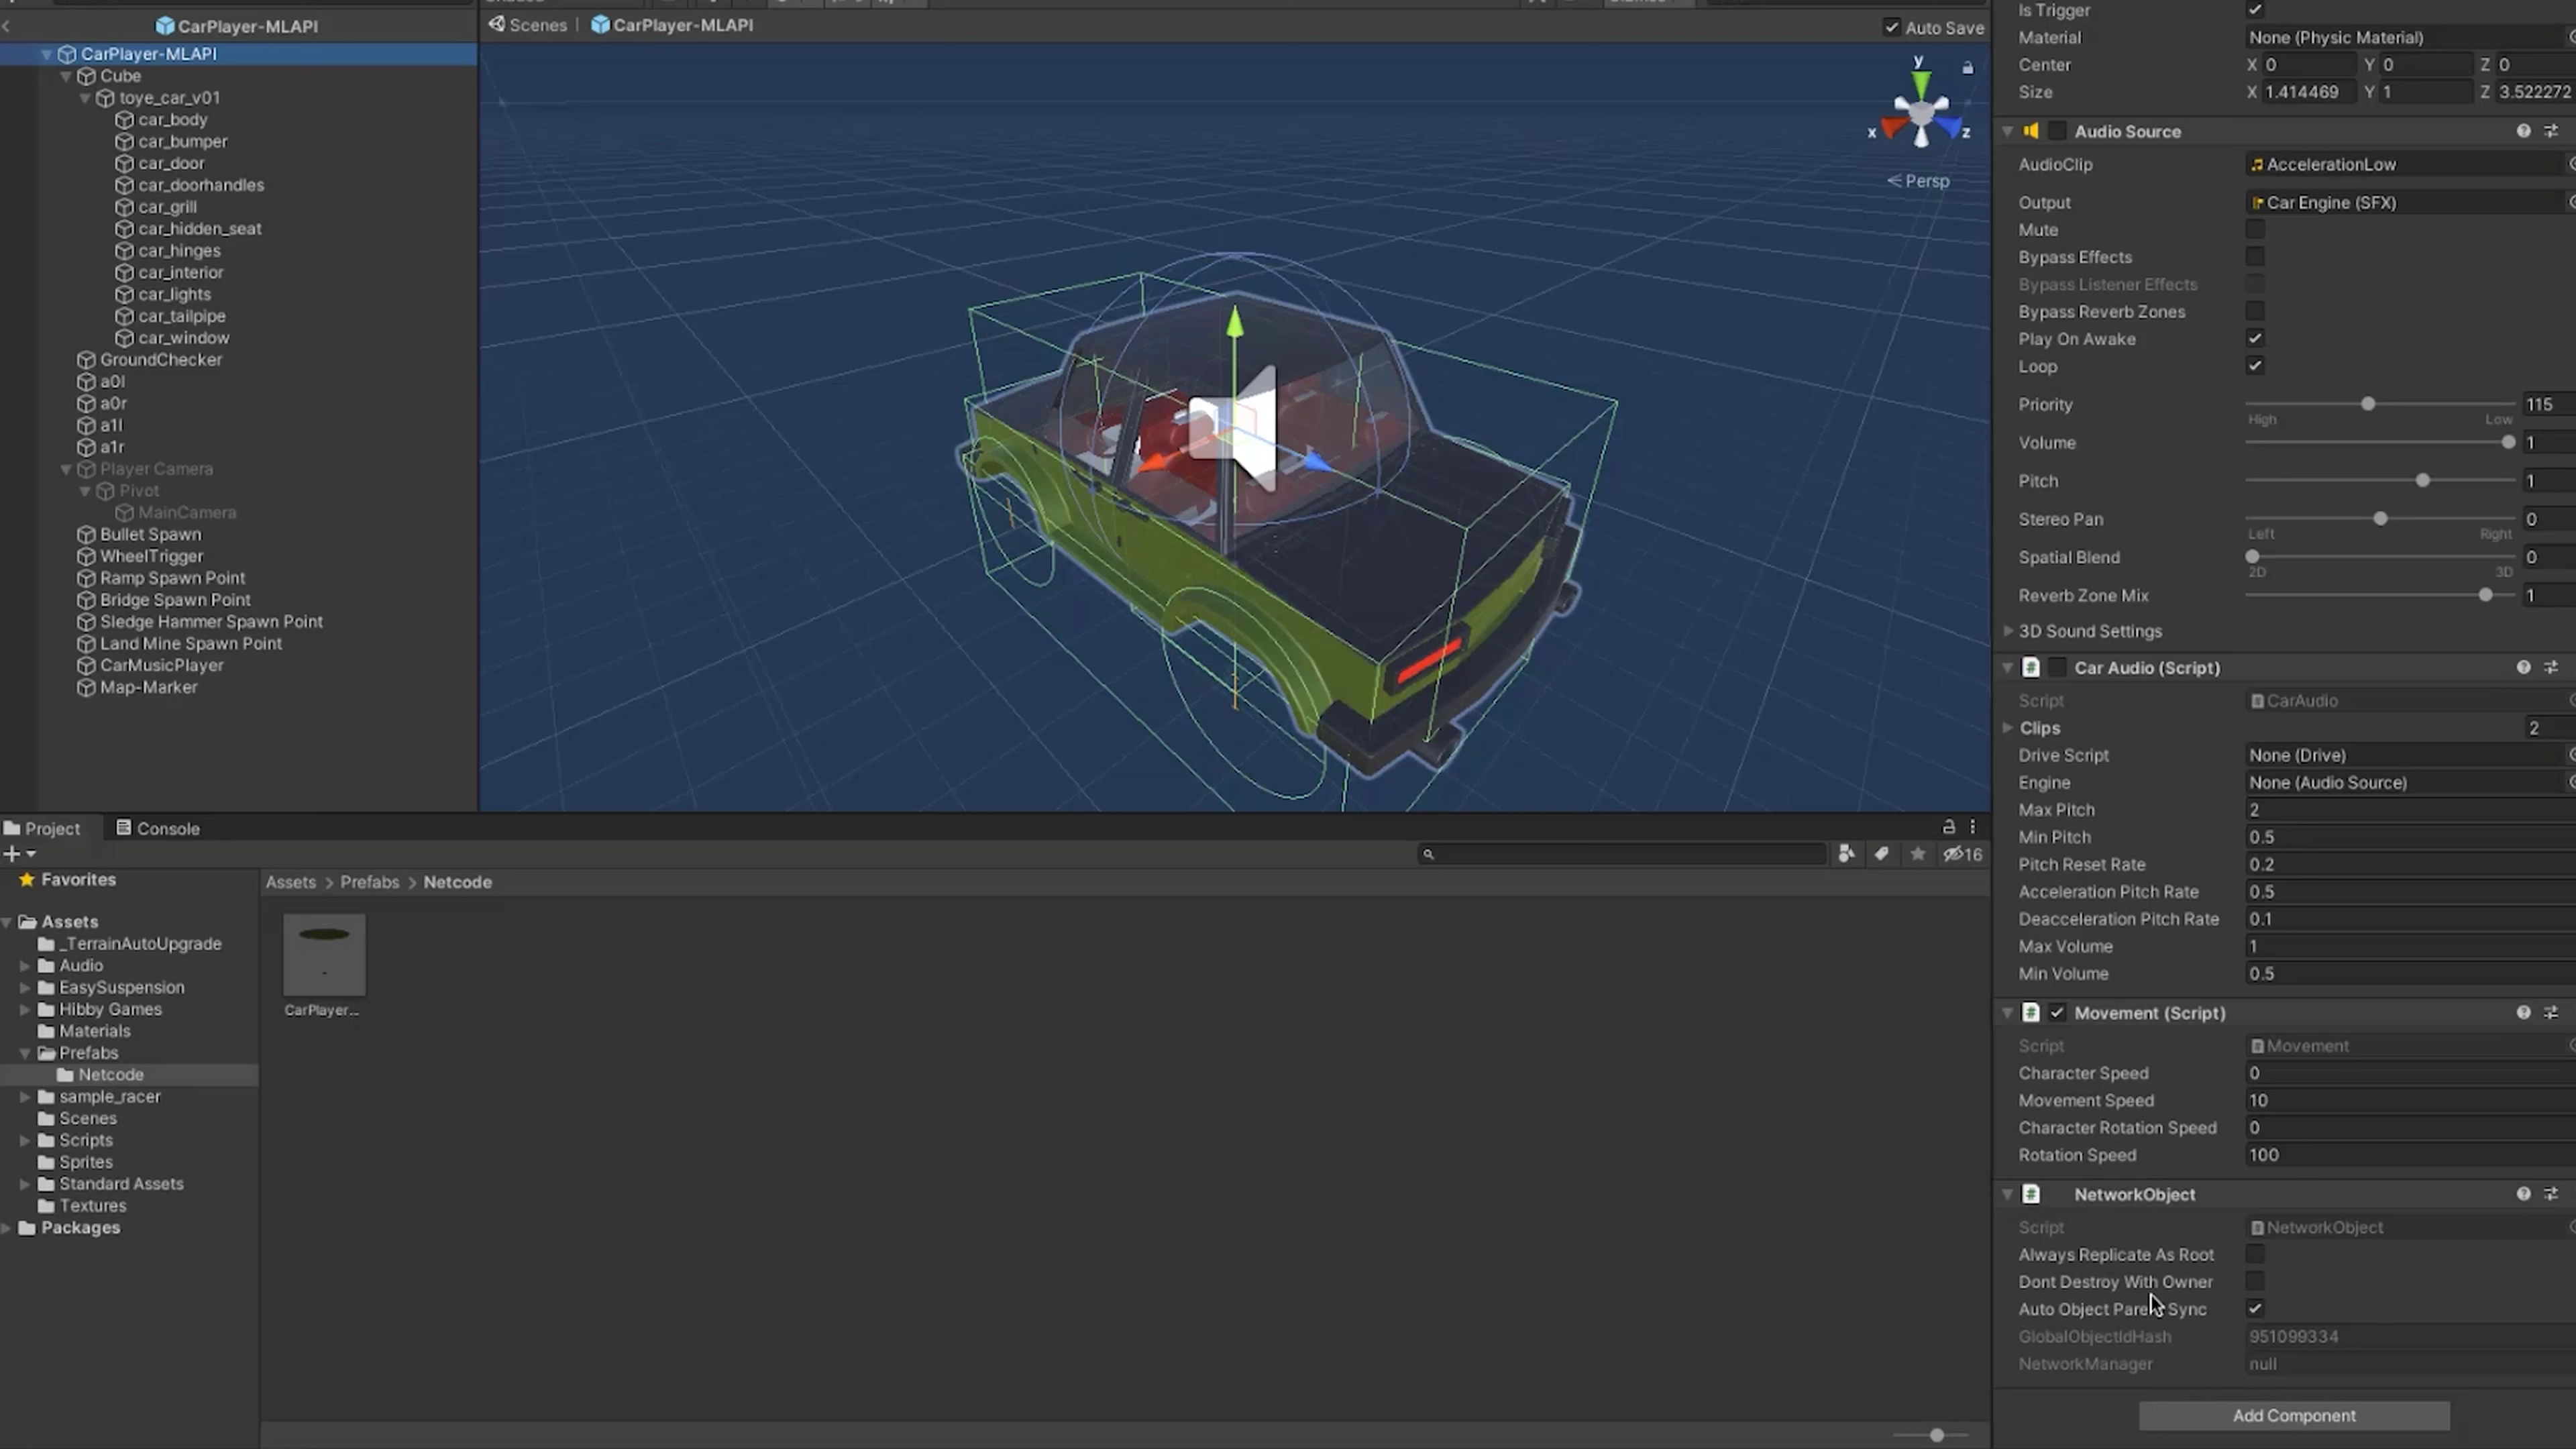 CarPlayer-MLAPI
CarPlayer-MLAPI
Cube
toye_car_v01
car_body
car_bumper
car_door
car_doorhandles
car_grill
car_hidden_seat
car_hinges
car_interior
car_lights
car_tailpipe
car_window
GroundChecker
a0l
a0r
a1l
a1r
Player Camera
Pivot
MainCamera
Bullet Spawn
WheelTrigger
Ramp Spawn Point
Bridge Spawn Point
Sledge Hammer Spawn Point
Land Mine Spawn Point
CarMusicPlayer
Map-Marker
Scenes | CarPlayer-MLAPI
Auto Save
y
x z
< Persp
Project Console
16
Favorites
Assets
_TerrainAutoUpgrade
Audio
EasySuspension
Hibby Games
Materials
Prefabs
Netcode
sample_racer
Scenes
Scripts
Sprites
Standard Assets
Textures
Packages
Assets > Prefabs > Netcode
CarPlayer...
Is Trigger
Material None (Physic Material)
Center X 0 Y 0 Z 0
Size X 1.414469 Y 1 Z 3.522272
Audio Source
AudioClip AccelerationLow
Output Car Engine (SFX)
Mute
Bypass Effects
Bypass Listener Effects
Bypass Reverb Zones
Play On Awake
Loop
Priority 115
High Low
Volume 1
Pitch 1
Stereo Pan 0
Left Right
Spatial Blend 0
2D 3D
Reverb Zone Mix 1
3D Sound Settings
Car Audio (Script)
Script CarAudio
Clips 2
Drive Script None (Drive)
Engine None (Audio Source)
Max Pitch 2
Min Pitch 0.5
Pitch Reset Rate 0.2
Acceleration Pitch Rate 0.5
Deacceleration Pitch Rate 0.1
Max Volume 1
Min Volume 0.5
Movement (Script)
Script Movement
Character Speed 0
Movement Speed 10
Character Rotation Speed 0
Rotation Speed 100
NetworkObject
Script NetworkObject
Always Replicate As Root
Dont Destroy With Owner
Auto Object Parent Sync
GlobalObjectIdHash 951099334
NetworkManager null
Add Component